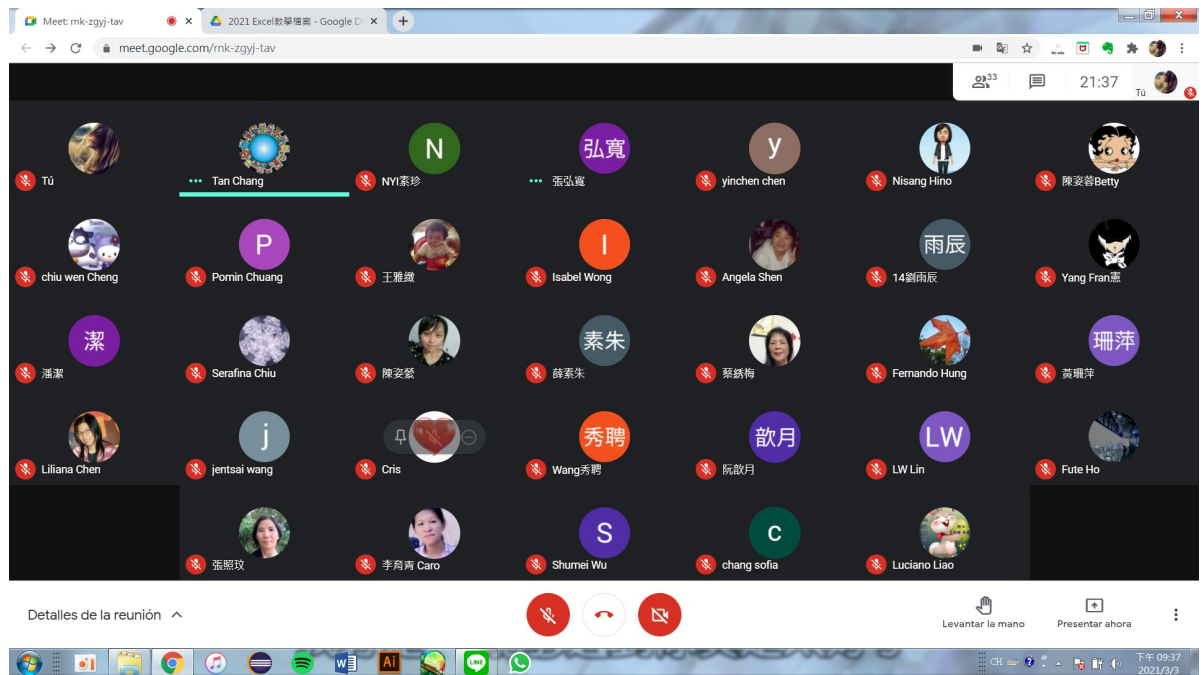 Meet: rnk-zgyj-tav
2021 Excel教學檔案 - Google D
meet.google.com/rnk-zgyj-tav
33
21:37
Tú
Tú
Tan Chang
N
NYI素珍
弘寬
張弘寬
y
yinchen chen
Nisang Hino
陳姿蓉Betty
chiu wen Cheng
P
Pomin Chuang
王雅緻
I
Isabel Wong
Angela Shen
雨辰
14劉雨辰
Yang Fran憲
潔
潘潔
Serafina Chiu
陳姿縈
素朱
薛素朱
蔡綉梅
Fernando Hung
珊萍
黃珊萍
Liliana Chen
j
jentsai wang
Cris
秀聘
Wang秀聘
歆月
阮歆月
LW
LW Lin
Fute Ho
張照玟
李育青 Caro
S
Shumei Wu
c
chang sofia
Luciano Liao
Detalles de la reunión
Levantar la mano
Presentar ahora
W
Ai
LINE
CH
下午 09:37
2021/3/3